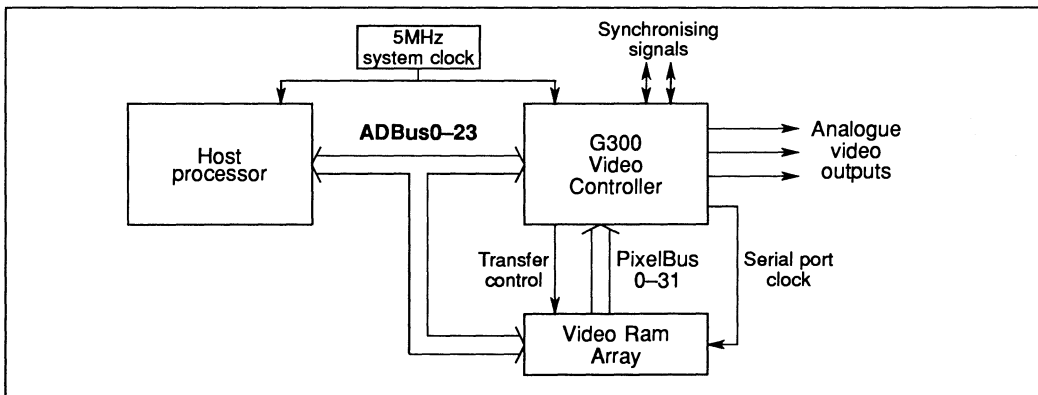 5MHz
system clock
Synchronising
signals
Host
processor
ADBus0–23
G300
Video
Controller
Analogue
video
outputs
Transfer
control
PixelBus
0–31
Serial port
clock
Video Ram
Array